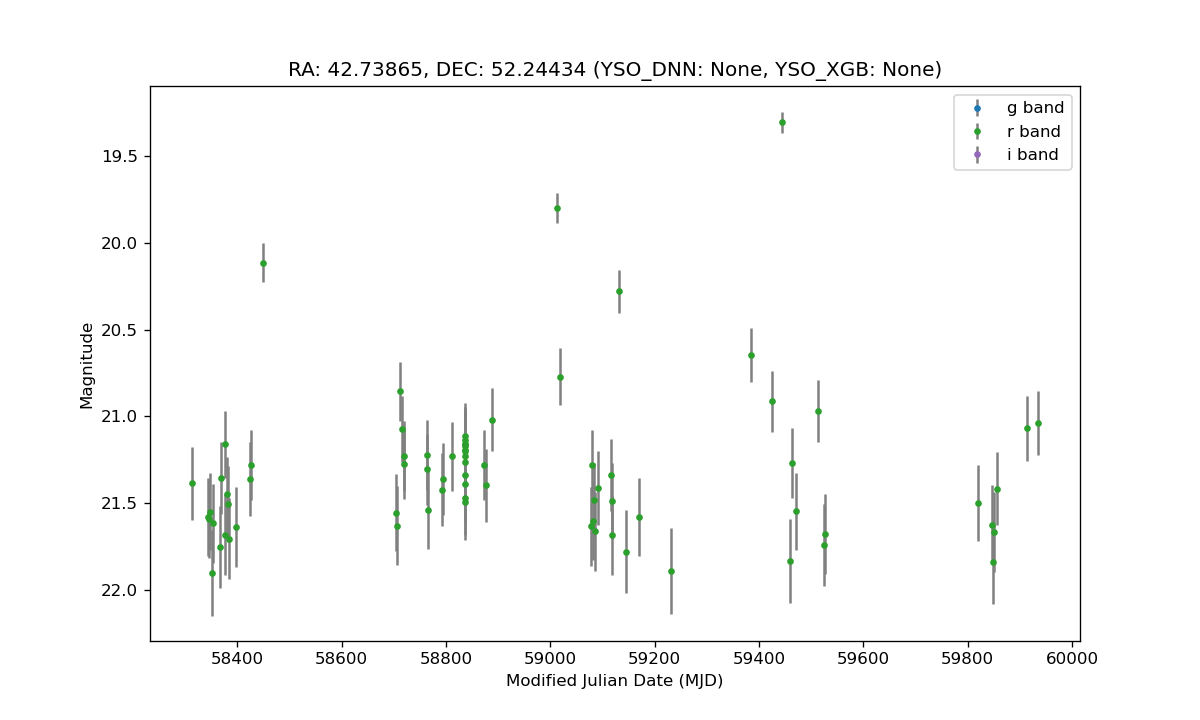 RA: 42.73865, DEC: 52.24434 (YSO_DNN: None, YSO_XGB: None)
g band
r band
i band
19.5
20.0
20.5
21.0
21.5
22.0
Magnitude
58400 58600 58800 59000 59200 59400 59600 59800 60000
Modified Julian Date (MJD)